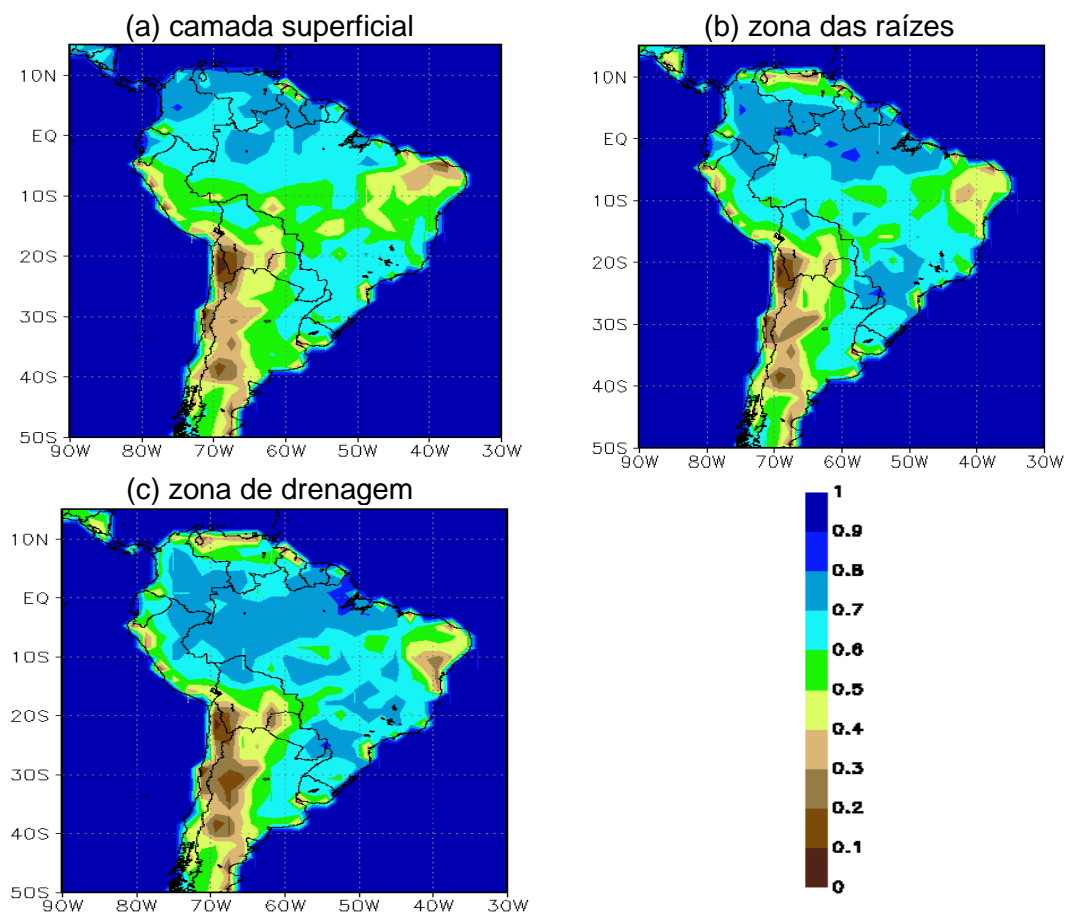 (a) camada superficial
10N
EQ
10S
20S
30S
40S
50S
90W 80W 70W 60W 50W 40W 30W
(b) zona das raízes
10N
EQ
10S
20S
30S
40S
50S
90W 80W 70W 60W 50W 40W 30W
(c) zona de drenagem
10N
EQ
10S
20S
30S
40S
50S
90W 80W 70W 60W 50W 40W 30W
1
0.9
0.8
0.7
0.6
0.5
0.4
0.3
0.2
0.1
0